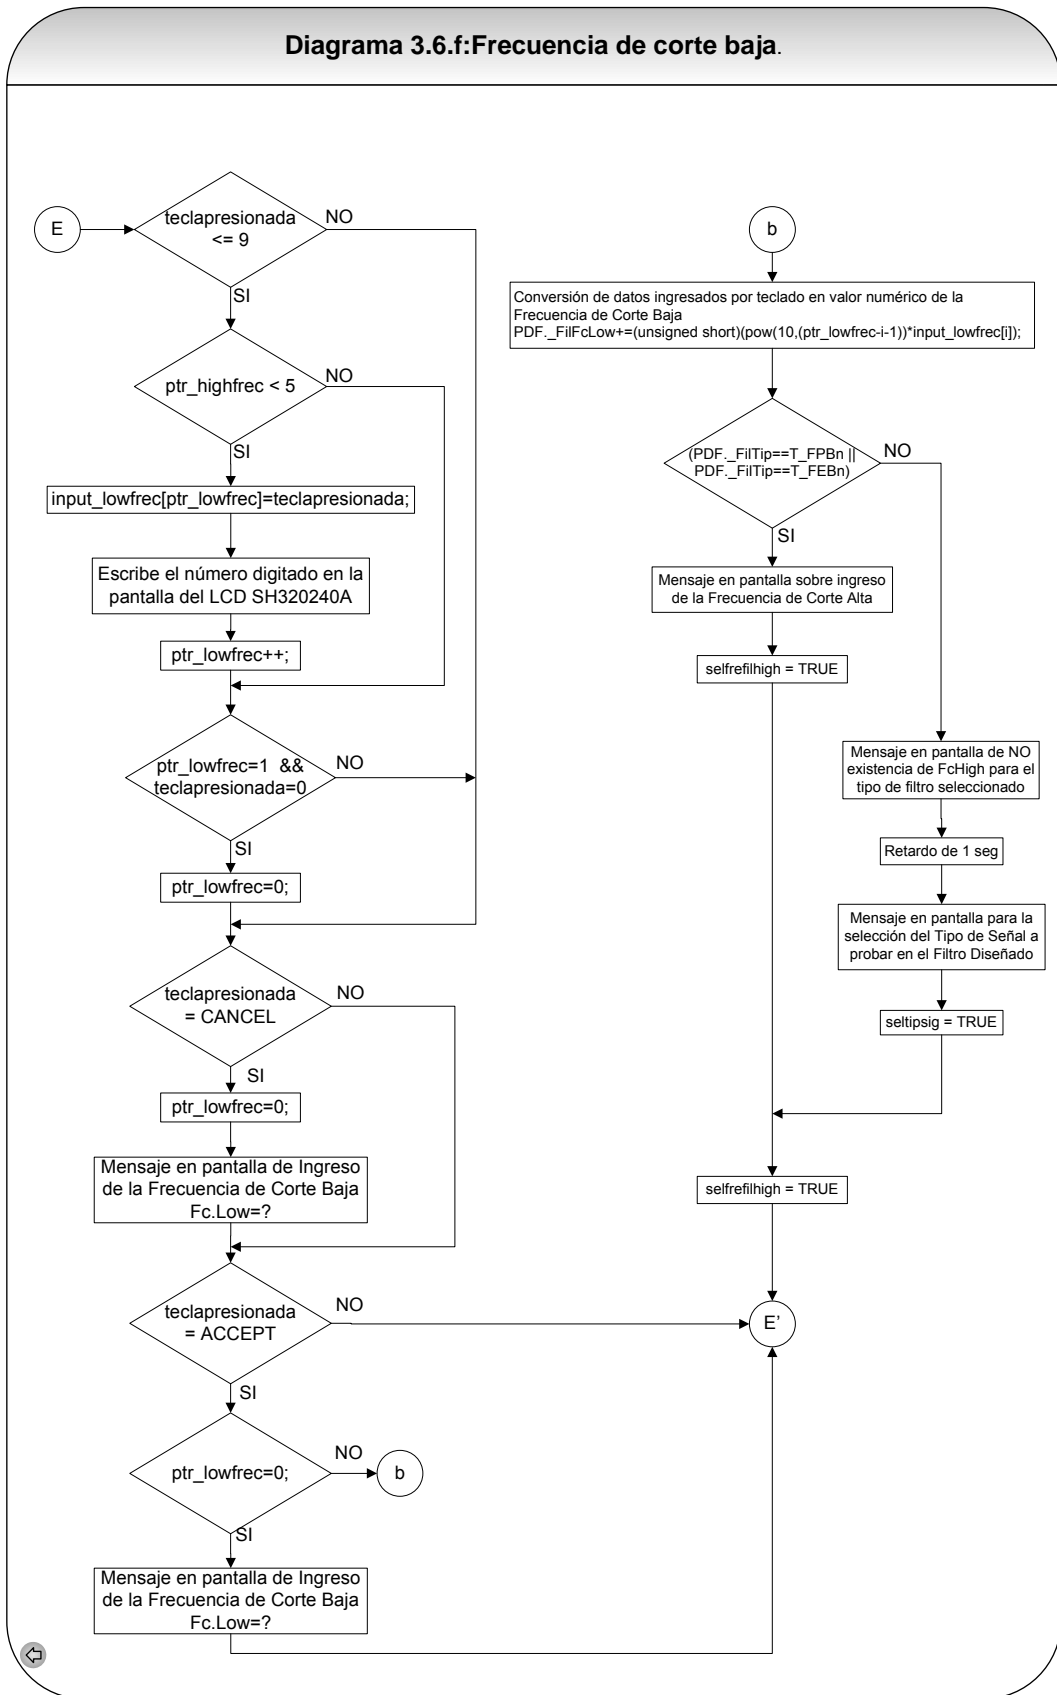 Diagrama 3.6.f:Frecuencia de corte baja.
E
teclapresionada
<= 9
NO
SI
ptr_highfrec < 5
NO
SI
input_lowfrec[ptr_lowfrec]=teclapresionada;
Escribe el número digitado en la
pantalla del LCD SH320240A
ptr_lowfrec++;
ptr_lowfrec=1 &&
teclapresionada=0
NO
SI
ptr_lowfrec=0;
teclapresionada
= CANCEL
NO
SI
ptr_lowfrec=0;
Mensaje en pantalla de Ingreso
de la Frecuencia de Corte Baja
Fc.Low=?
teclapresionada
= ACCEPT
NO
SI
ptr_lowfrec=0;
NO
b
SI
Mensaje en pantalla de Ingreso
de la Frecuencia de Corte Baja
Fc.Low=?
b
Conversión de datos ingresados por teclado en valor numérico de la
Frecuencia de Corte Baja
PDF._FilFcLow+=(unsigned short)(pow(10,(ptr_lowfrec-i-1))*input_lowfrec[i]);
(PDF._FilTip==T_FPBn ||
PDF._FilTip==T_FEBn)
NO
SI
Mensaje en pantalla sobre ingreso
de la Frecuencia de Corte Alta
selfrefilhigh = TRUE
Mensaje en pantalla de NO
existencia de FcHigh para el
tipo de filtro seleccionado
Retardo de 1 seg
Mensaje en pantalla para la
selección del Tipo de Señal a
probar en el Filtro Diseñado
seltipsig = TRUE
selfrefilhigh = TRUE
E'